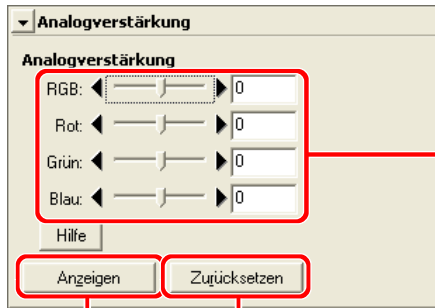 Analogverstärkung
Analogverstärkung
RGB: 0
Rot: 0
Grün: 0
Blau: 0
Hilfe
Anzeigen Zurücksetzen